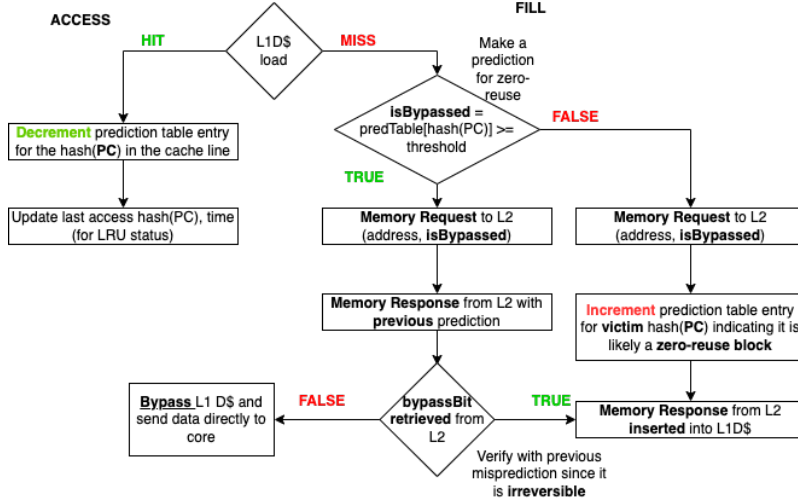 ACCESS
FILL
HIT
L1D$
load
MISS
Make a
prediction
for zero-
reuse
Decrement prediction table entry
for the hash(PC) in the cache line
isBypassed =
predTable[hash(PC)] >=
threshold
FALSE
TRUE
Update last access hash(PC), time
(for LRU status)
Memory Request to L2
(address, isBypassed)
Memory Request to L2
(address, isBypassed)
Memory Response from L2 with
previous prediction
Increment prediction table entry
for victim hash(PC) indicating it is
likely a zero-reuse block
Bypass L1 D$ and
send data directly to
core
FALSE
bypassBit
retrieved from
L2
TRUE
Memory Response from L2
inserted into L1D$
Verify with previous
misprediction since it
is irreversible